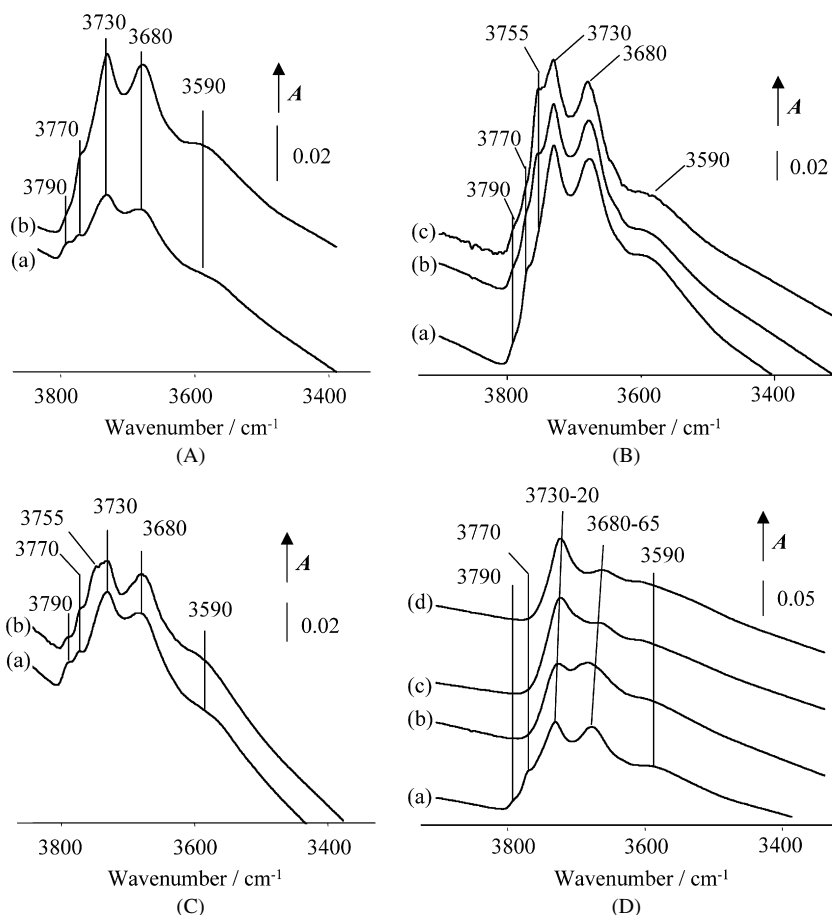 3730
3680
3590
3770
3790
A
0.02
(b)
(a)
3800
3600
3400
Wavenumber / cm⁻¹
(A)
3755
3730
3680
3770
3790
3590
A
0.02
(c)
(b)
(a)
3800
3600
3400
Wavenumber / cm⁻¹
(B)
3755
3730
3680
3770
3790
3590
A
0.02
(b)
(a)
3800
3600
3400
Wavenumber / cm⁻¹
(C)
3730-20
3680-65
3770
3790
3590
A
0.05
(d)
(c)
(b)
(a)
3800
3600
3400
Wavenumber / cm⁻¹
(D)